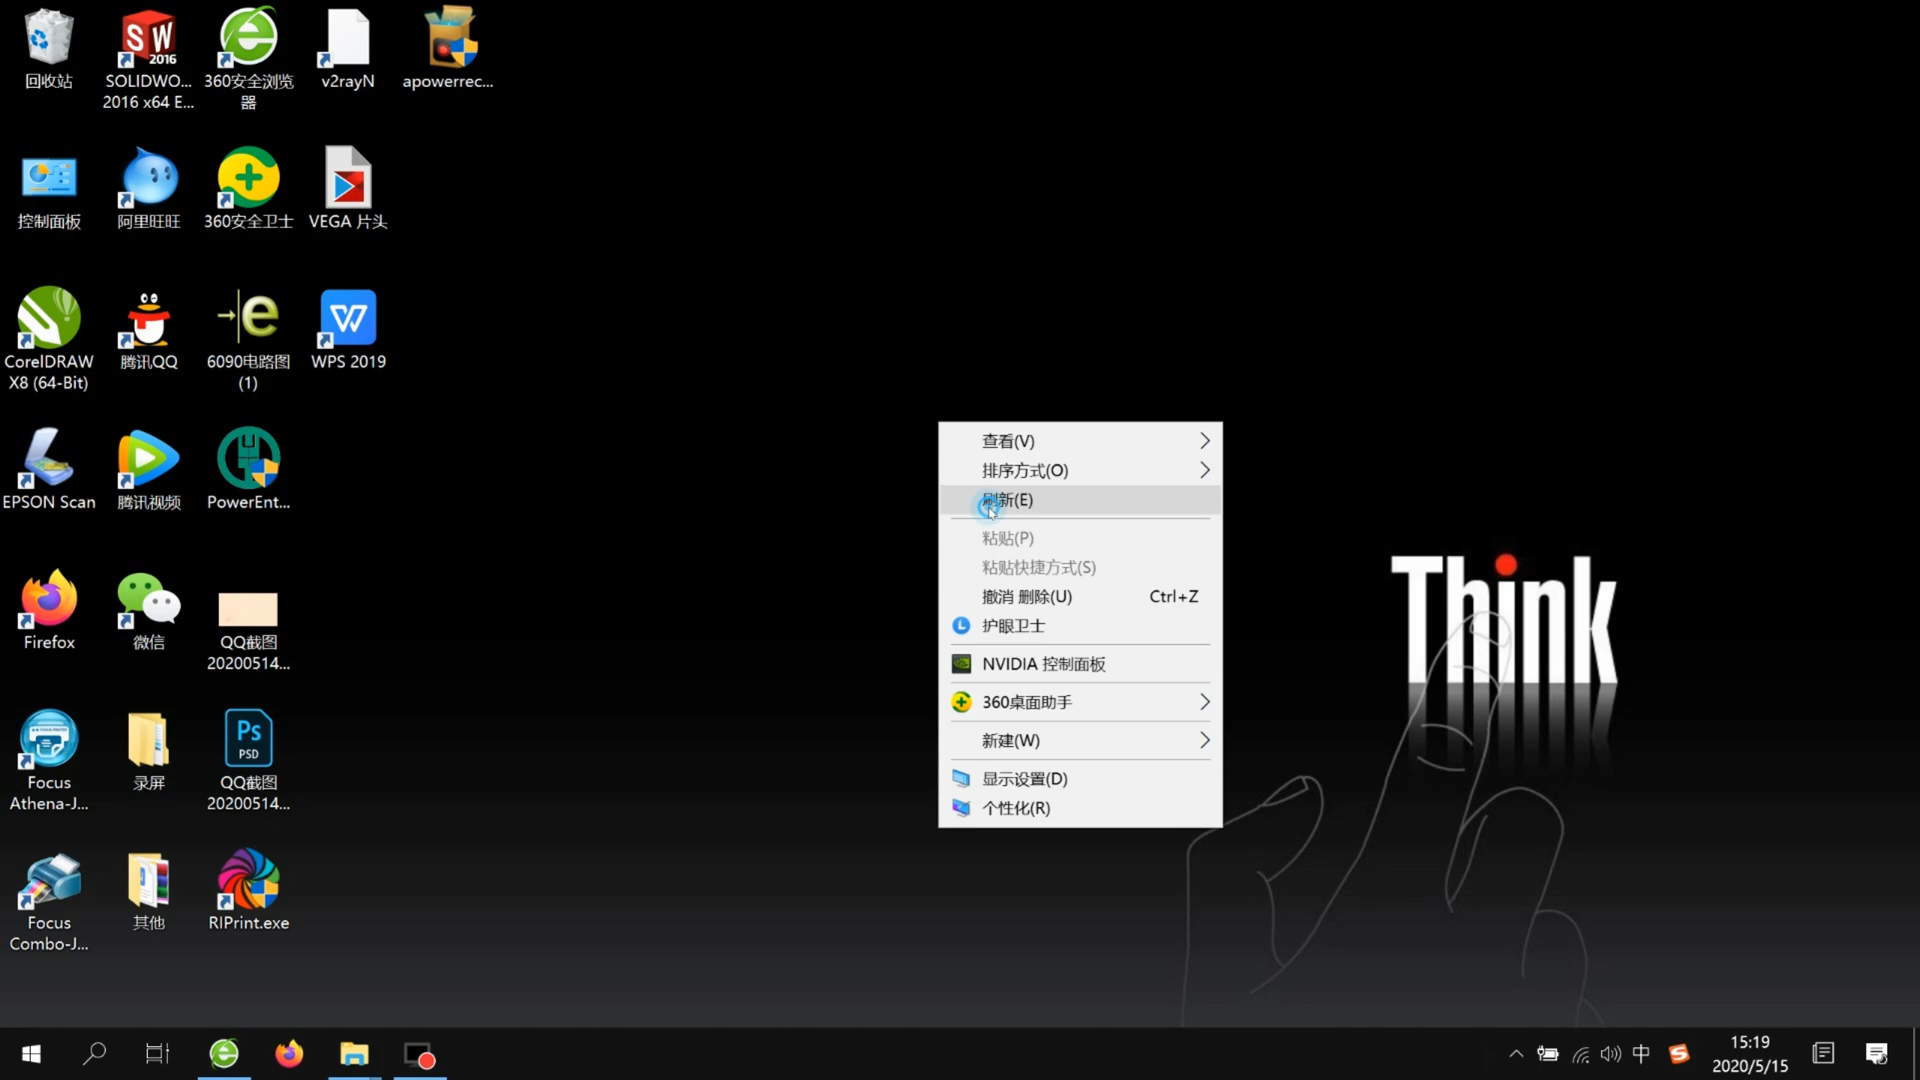 回收站
SOLIDWO...
2016 x64 E...
360安全浏览
器
v2rayN
apowerrec...
控制面板
阿里旺旺
360安全卫士
VEGA 片头
CorelDRAW
X8 (64-Bit)
腾讯QQ
6090电路图
(1)
WPS 2019
EPSON Scan
腾讯视频
PowerEnt...
Firefox
微信
QQ截图
20200514...
Focus
Athena-J...
录屏
QQ截图
20200514...
Focus
Combo-J...
其他
RIPrint.exe
SW
2016
Ps
PSD
查看(V)
排序方式(O)
刷新(E)
粘贴(P)
粘贴快捷方式(S)
撤消 删除(U) Ctrl+Z
护眼卫士
NVIDIA 控制面板
360桌面助手
新建(W)
显示设置(D)
个性化(R)
Think
中
15:19
2020/5/15